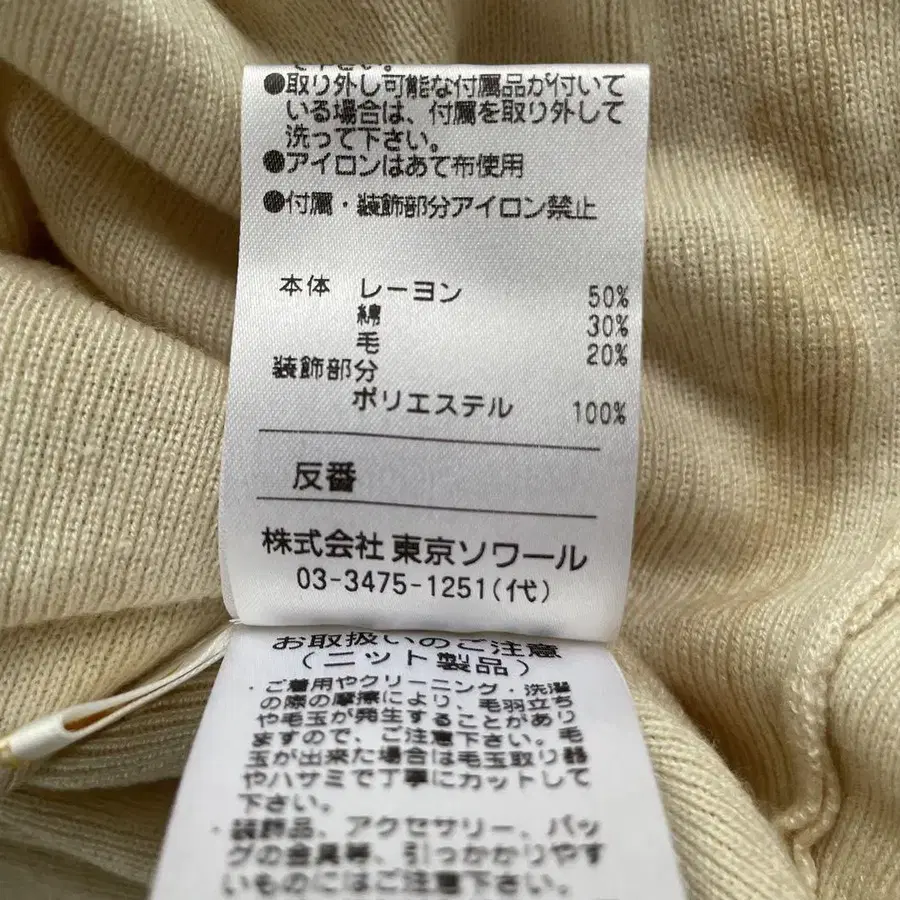 ●取り外し可能な付属品が付いて
いる場合は、付属を取り外して
洗って下さい。
●アイロンはあて布使用
●付属・装飾部分アイロン禁止
本体 レーヨン 50%
綿 30%
毛 20%
装飾部分
ポリエステル 100%
反番
株式会社 東京ソワール
03-3475-1251(代)
お取扱いのご注意
(ニット製品)
・ご着用やクリーニング・洗濯
の際の摩擦により、毛羽立ち
や毛玉が発生することがあり
ますので、ご注意下さい。毛
玉が出来た場合は毛玉取り器
やハサミで丁寧にカットして
下さい。
・装飾品、アクセサリー、バッ
グの金具等、引っかかりやす
いものにはご注意下さい。